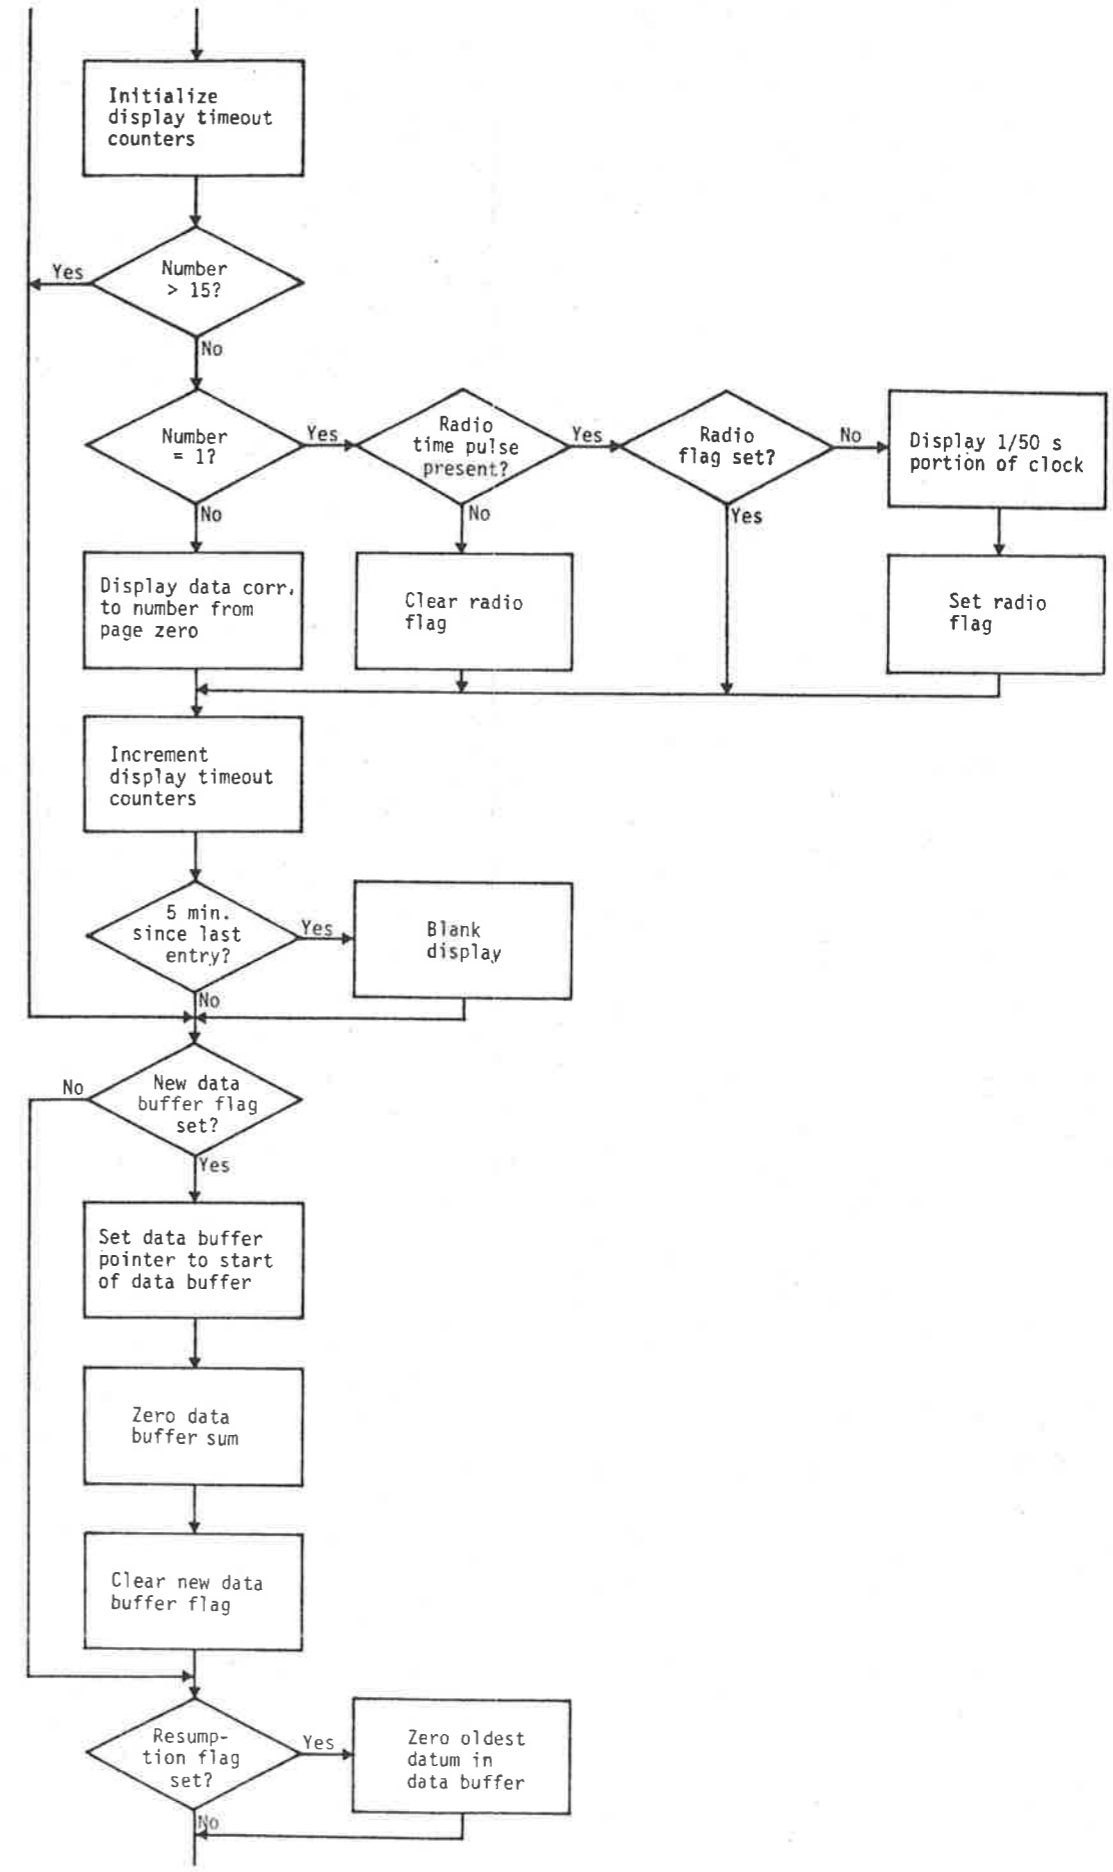 Initialize
display timeout
counters
Number
> 15?
Yes
No
Number
= 1?
Yes
Radio
time pulse
present?
Yes
Radio
flag set?
No
Display 1/50 s
portion of clock
No
No
Yes
Display data corr.
to number from
page zero
Clear radio
flag
Set radio
flag
Increment
display timeout
counters
5 min.
since last
entry?
Yes
Blank
display
No
New data
buffer flag
set?
No
Yes
Set data buffer
pointer to start
of data buffer
Zero data
buffer sum
Clear new data
buffer flag
Resump-
tion flag
set?
Yes
Zero oldest
datum in
data buffer
No